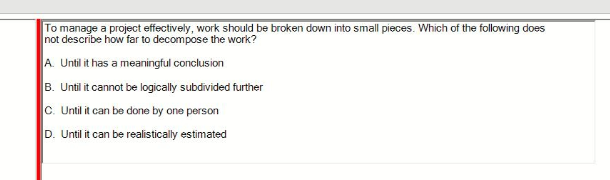 To manage a project effectively, work should be broken down into small pieces. Which of the following does
not describe how far to decompose the work?
A. Until it has a meaningful conclusion
B. Until it cannot be logically subdivided further
C. Until it can be done by one person
D. Until it can be realistically estimated